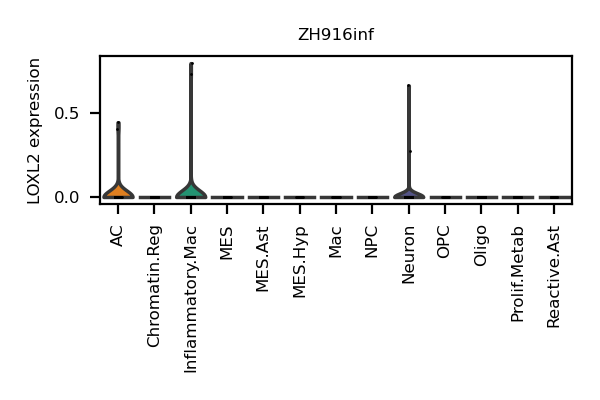 ZH916inf
LOXL2 expression
0.5
0.0
AC
Chromatin.Reg
Inflammatory.Mac
MES
MES.Ast
MES.Hyp
Mac
NPC
Neuron
OPC
Oligo
Prolif.Metab
Reactive.Ast